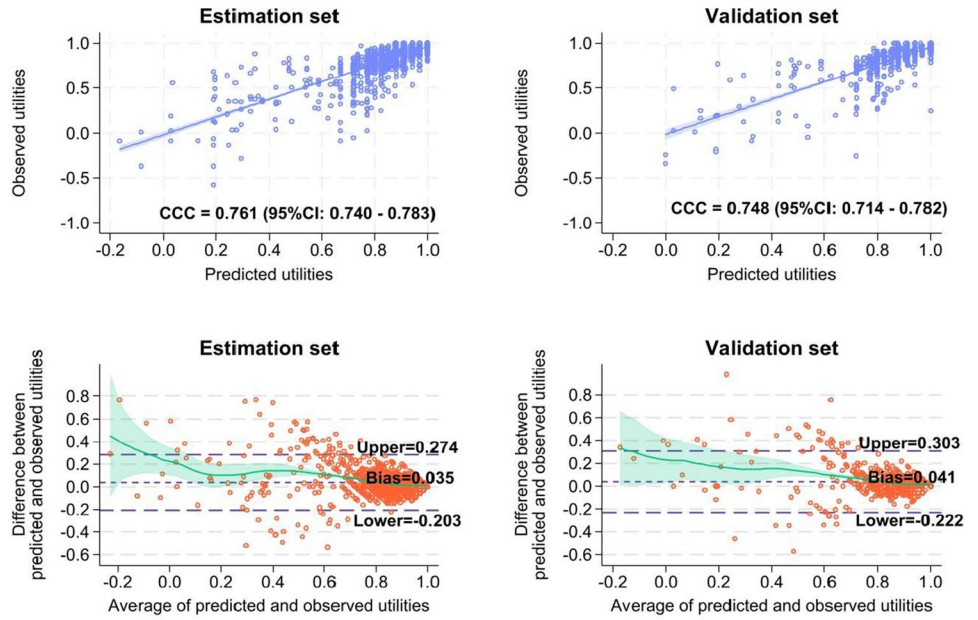 Estimation set
Observed utilities
1.0
0.5
0.0
-0.5
-1.0
CCC = 0.761 (95%CI: 0.740 - 0.783)
-0.2 0.0 0.2 0.4 0.6 0.8 1.0
Predicted utilities
Validation set
Observed utilities
1.0
0.5
0.0
-0.5
-1.0
CCC = 0.748 (95%CI: 0.714 - 0.782)
-0.2 0.0 0.2 0.4 0.6 0.8 1.0
Predicted utilities
Estimation set
Difference between
predicted and observed utilities
0.8
0.6
0.4
0.2
0.0
-0.2
-0.4
-0.6
Upper=0.274
Bias=0.035
Lower=-0.203
-0.2 0.0 0.2 0.4 0.6 0.8 1.0
Average of predicted and observed utilities
Validation set
Difference between
predicted and observed utilities
0.8
0.6
0.4
0.2
0.0
-0.2
-0.4
-0.6
Upper=0.303
Bias=0.041
Lower=-0.222
-0.2 0.0 0.2 0.4 0.6 0.8 1.0
Average of predicted and observed utilities